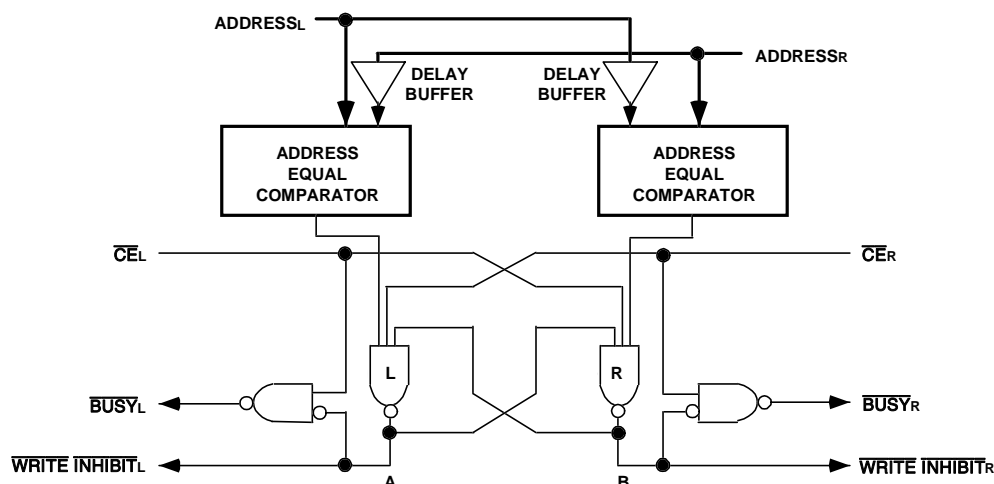 ADDRESSL
ADDRESSR
DELAY
BUFFER
DELAY
BUFFER
ADDRESS
EQUAL
COMPARATOR
ADDRESS
EQUAL
COMPARATOR
CEL
CER
L
R
BUSYL
BUSYR
WRITE INHIBITL
WRITE INHIBITR
A
B